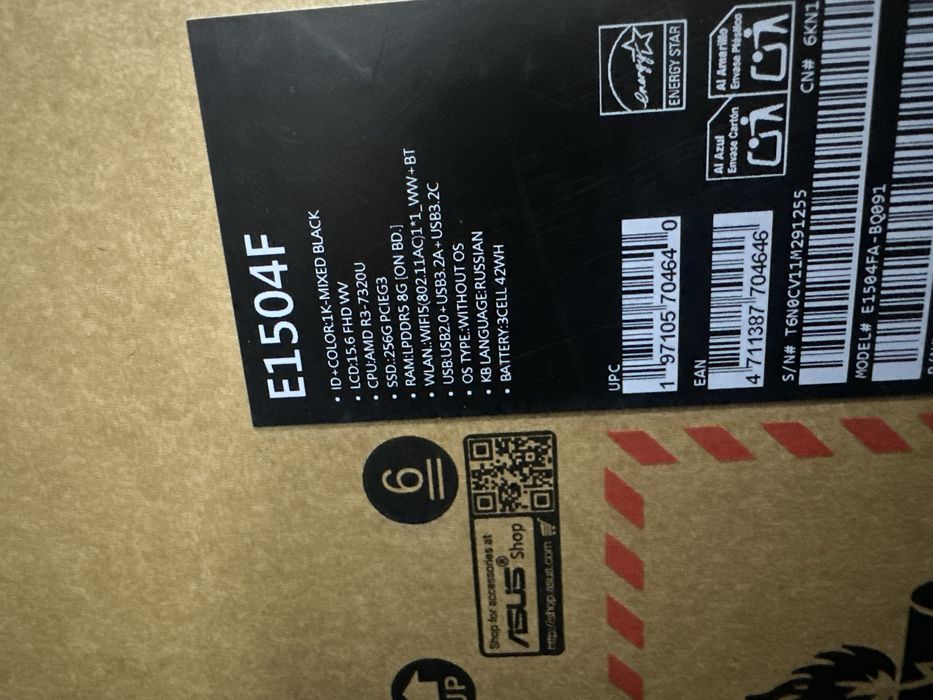 E1504F
• ID+COLOR:1K-MIXED BLACK
• LCD:15.6 FHD WV
• CPU:AMD R3-7320U
• SSD:256G PCIEG3
• RAM:LPDDR5 8G [ON BD.]
• WLAN:WIFI5(802.11AC)1*1_WW+BT
• USB:USB2.0+USB3.2A+USB3.2C
• OS TYPE:WITHOUT OS
• KB LANGUAGE:RUSSIAN
• BATTERY:3CELL 42WH
energy
ENERGY STAR
Al Azul
Envase Cartón
Al Amarillo
Envase Plástico
UPC
1 97105 70464 0
EAN
4 711387 704646
S/N# T6N0CV11M291255
CN# 6KN1
MODEL# E1504FA-BQ091
6
Shop for accessories at
ASUS® Shop
http://shop.asus.com
UP